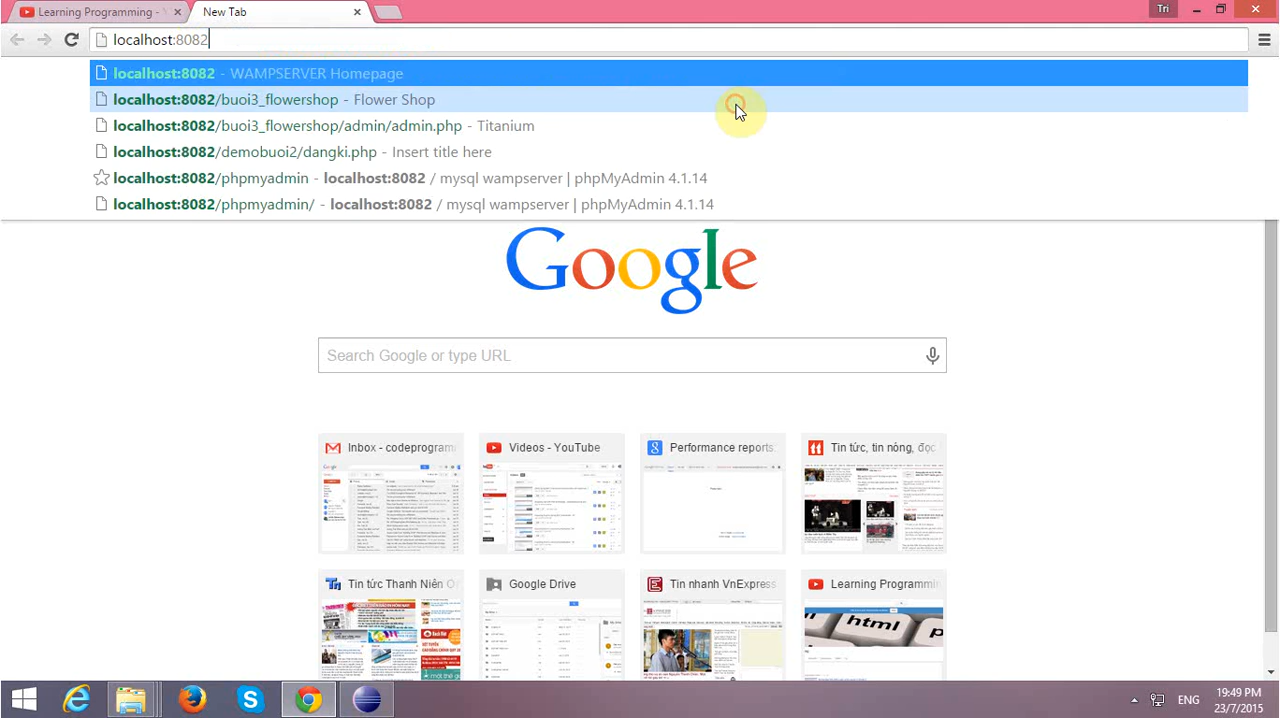 Learning Programming - Y
New Tab
Tri
localhost:8082
localhost:8082 - WAMPSERVER Homepage
localhost:8082/buoi3_flowershop - Flower Shop
localhost:8082/buoi3_flowershop/admin/admin.php - Titanium
localhost:8082/demobuoi2/dangki.php - Insert title here
localhost:8082/phpmyadmin - localhost:8082 / mysql wampserver | phpMyAdmin 4.1.14
localhost:8082/phpmyadmin/ - localhost:8082 / mysql wampserver | phpMyAdmin 4.1.14
Google
Search Google or type URL
Inbox - codeprogram
Videos - YouTube
Performance reports
Tin tức, tin nóng, đọc
Tin tức Thanh Niên O
Google Drive
Tin nhanh VnExpress
Learning Programmi
html
ENG
19:49 PM
23/7/2015